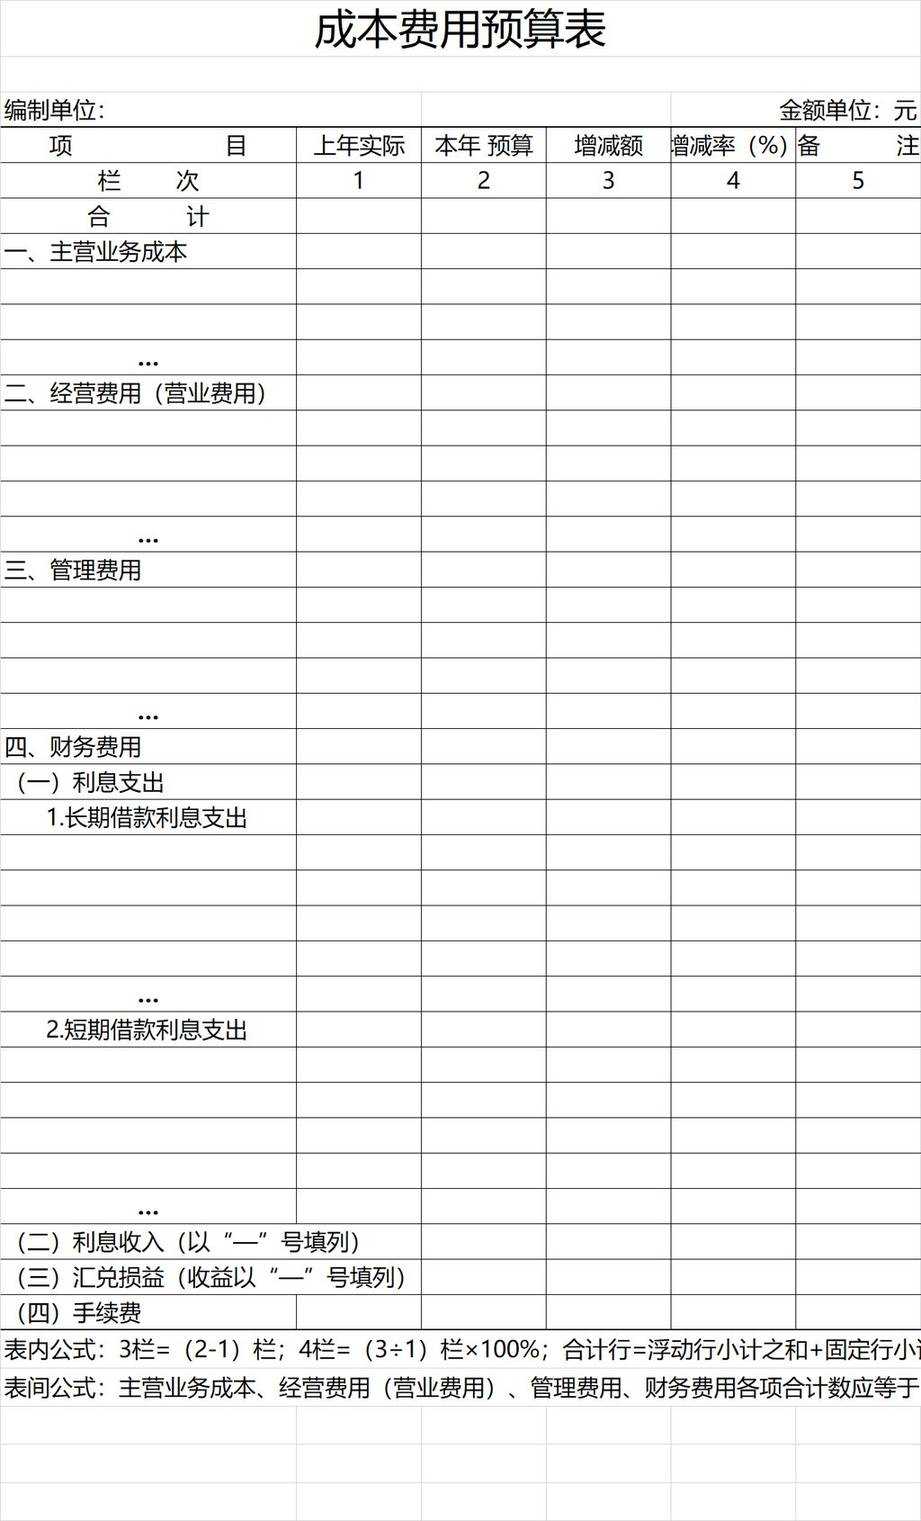 成本费用预算表
编制单位： 金额单位：元
项 目 上年实际 本年 预算 增减额 增减率（%） 备 注
栏 次 1 2 3 4 5
合 计
一、主营业务成本
…
二、经营费用（营业费用）
…
三、管理费用
…
四、财务费用
（一）利息支出
1.长期借款利息支出
…
2.短期借款利息支出
…
（二）利息收入（以“—”号填列）
（三）汇兑损益（收益以“—”号填列）
（四）手续费
表内公式：3栏=（2-1）栏；4栏=（3÷1）栏×100%；合计行=浮动行小计之和+固定行小
表间公式：主营业务成本、经营费用（营业费用）、管理费用、财务费用各项合计数应等于